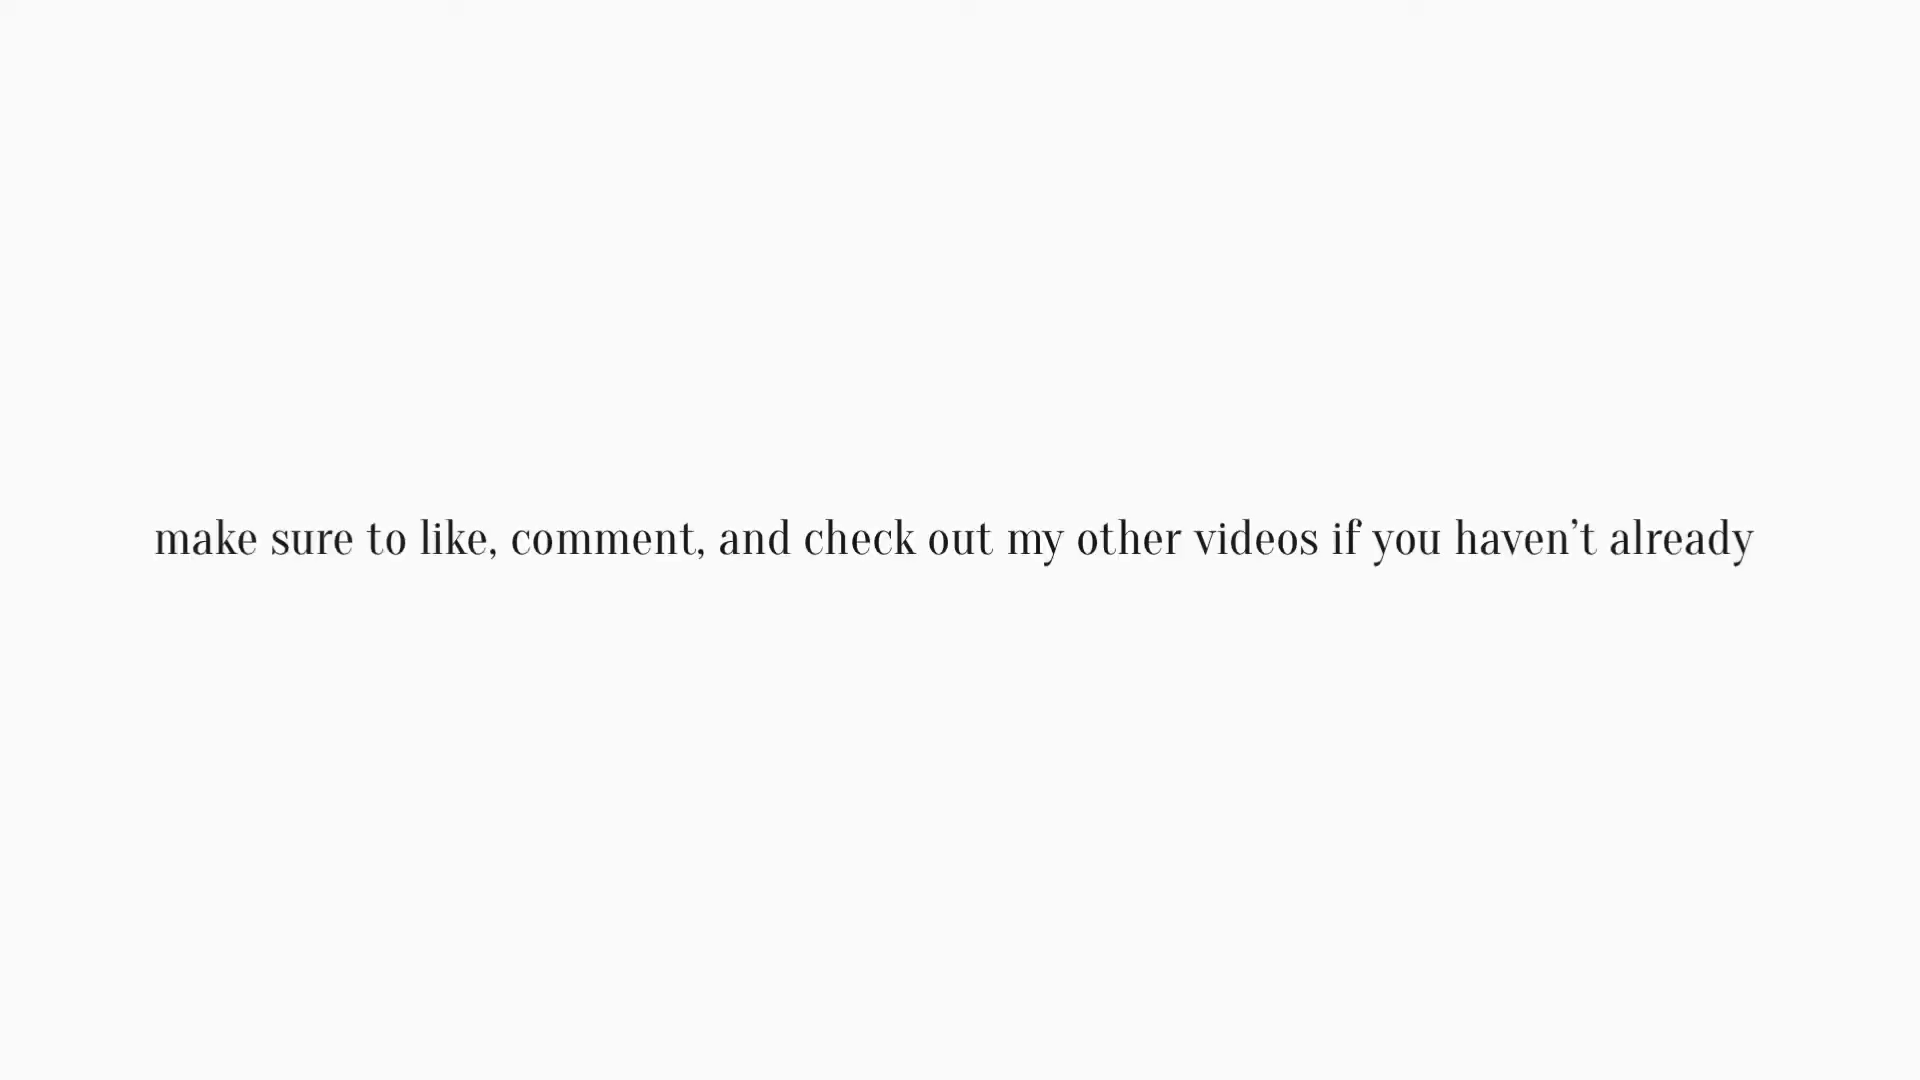 make sure to like, comment, and check out my other videos if you haven’t already